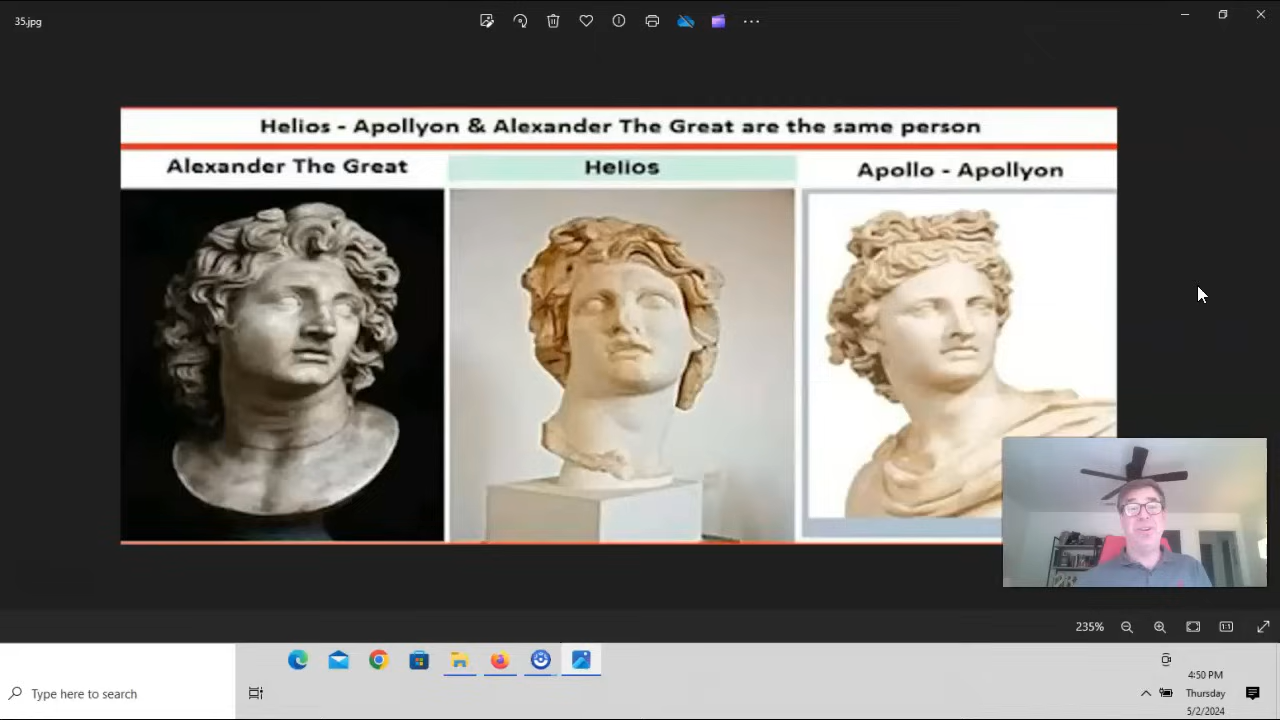 35.jpg
Helios - Apollyon & Alexander The Great are the same person
Alexander The Great
Helios
Apollo - Apollyon
235%
Type here to search
4:50 PM
Thursday
5/2/2024